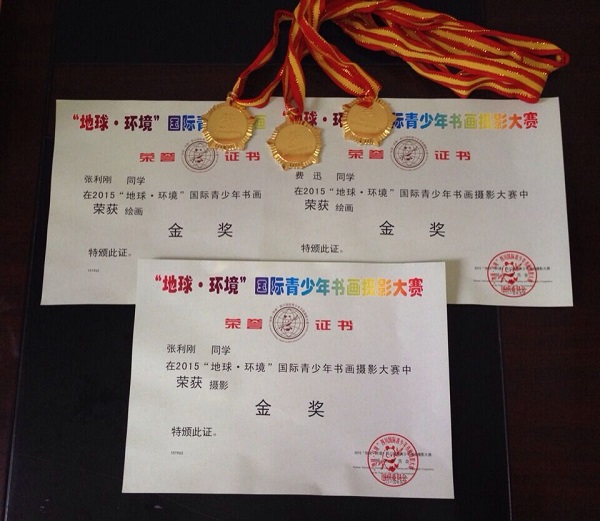 “地球·环境”国际青少年书画
荣誉 证书
张利刚 同学
在2015“地球·环境”国际青少年书画
荣获 绘画
金 奖
特颁此证。
环境”国际青少年书画摄影大赛
荣誉 证书
费 迅 同学
在2015“地球·环境”国际青少年书画摄影大赛中
荣获 绘画
金 奖
特颁此证。
“地球·环境”国际青少年书画摄影大赛
荣誉 证书
张利刚 同学
在2015“地球·环境”国际青少年书画摄影大赛中
荣获 摄影
金 奖
特颁此证。